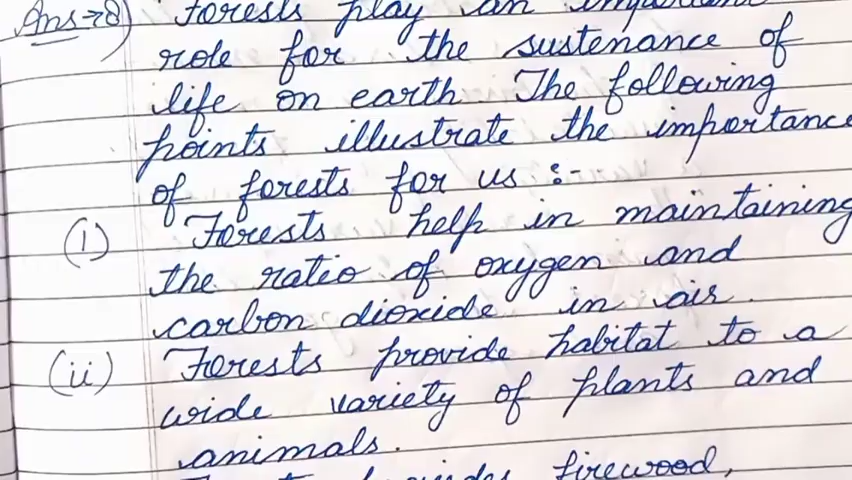 Ans→8) Forests play an important
role for the sustenance of
life on earth. The following
points illustrate the importance
of forests for us :-
(i) Forests help in maintaining
the ratio of oxygen and
carbon dioxide in air.
(ii) Forests provide habitat to a
wide variety of plants and
animals.
firewood,